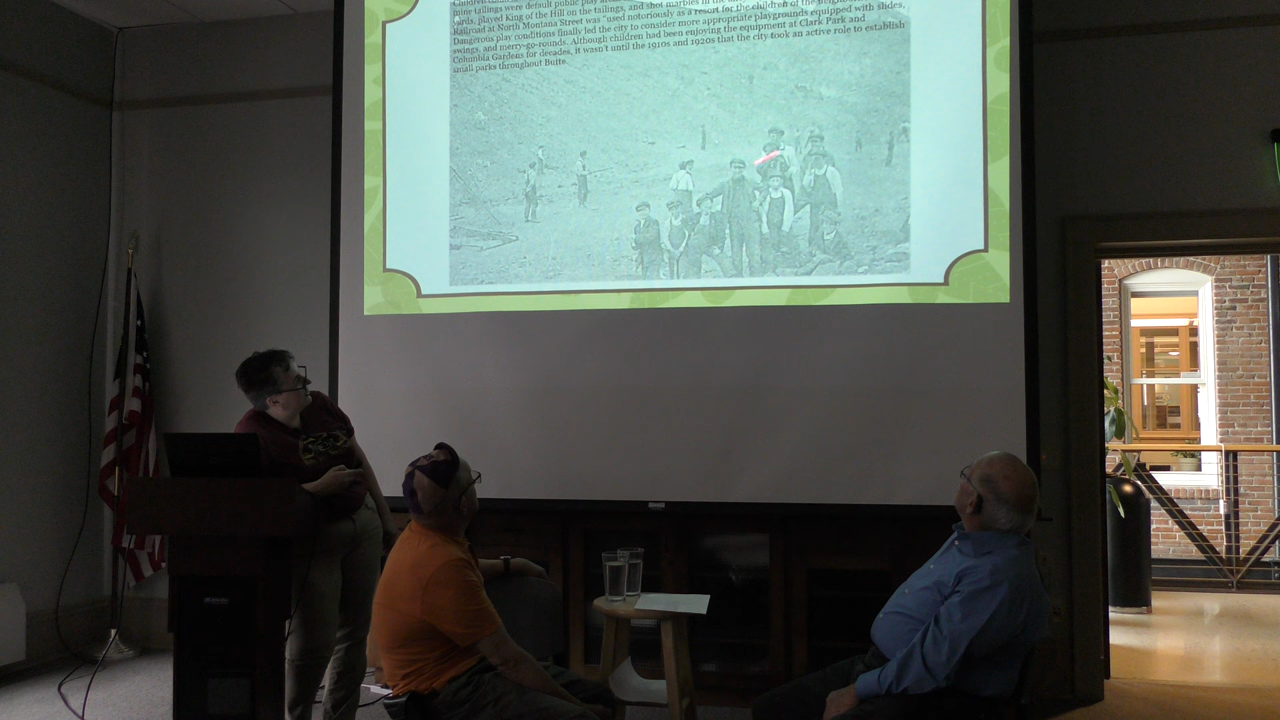 mine tailings were default public play areas
yards, played King of the Hill on the tailings, and shot marbles in the
Railroad at North Montana Street was "used notoriously as a resort for the children of the
Dangerous play conditions finally led the city to consider more appropriate playgrounds equipped with slides,
swings, and merry-go-rounds. Although children had been enjoying the equipment at Clark Park and
Columbia Gardens for decades, it wasn't until the 1910s and 1920s that the city took an active role to establish
small parks throughout Butte.